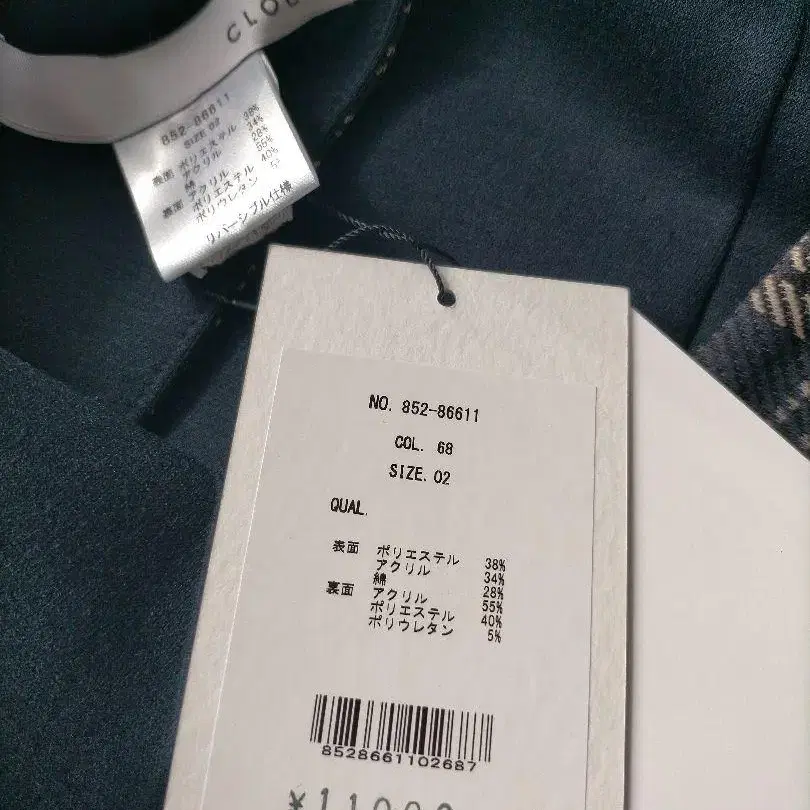 CLO
852-86611
SIZE 02
表面 ポリエステル 38%
アクリル 34%
綿 28%
裏面 アクリル 55%
ポリエステル 40%
ポリウレタン 5%
リバーシブル仕様
NO. 852-86611
COL. 68
SIZE. 02
QUAL.
表面 ポリエステル 38%
アクリル 34%
綿 28%
裏面 アクリル 55%
ポリエステル 40%
ポリウレタン 5%
8528661102687